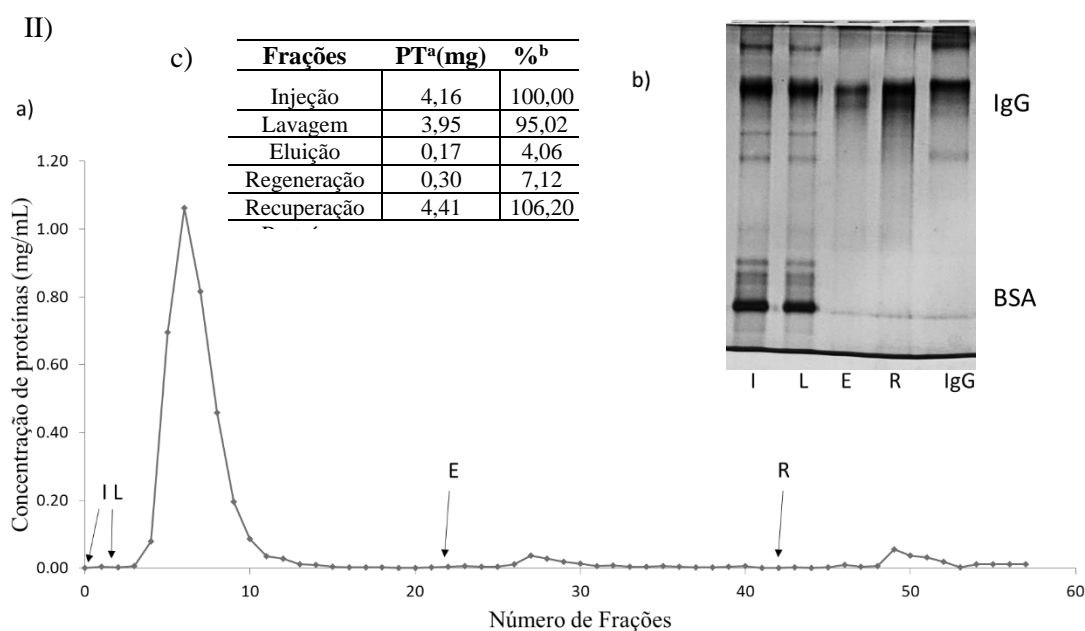 II)
c)
Frações PTª(mg) %ᵇ
Injeção 4,16 100,00
Lavagem 3,95 95,02
Eluição 0,17 4,06
Regeneração 0,30 7,12
Recuperação 4,41 106,20
b)
IgG
BSA
I L E R IgG
a)
Concentração de proteínas (mg/mL)
1.20
1.00
0.80
0.60
0.40
0.20
0.00
I L
E
R
0 10 20 30 40 50 60
Número de Frações